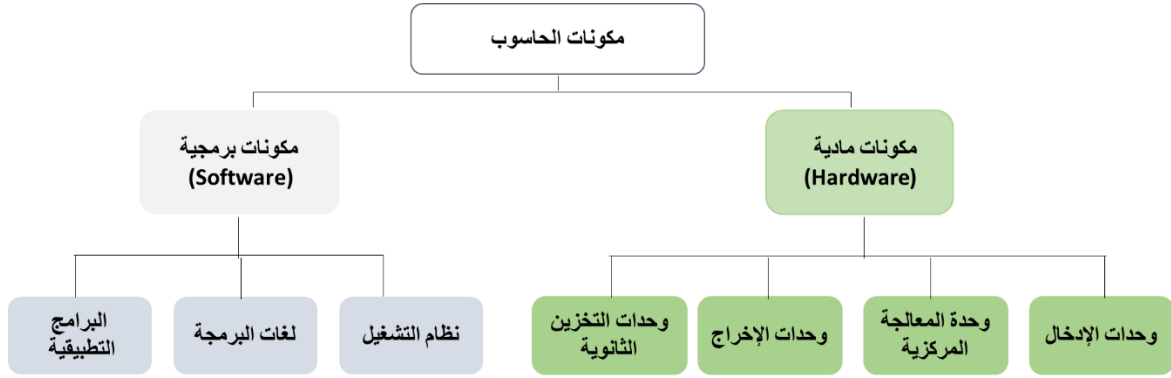 مكونات الحاسوب
مكونات مادية
(Hardware)
مكونات برمجية
(Software)
وحدات الإدخال
وحدة المعالجة
المركزية
وحدات الإخراج
وحدات التخزين
الثانوية
نظام التشغيل
لغات البرمجة
البرامج
التطبيقية